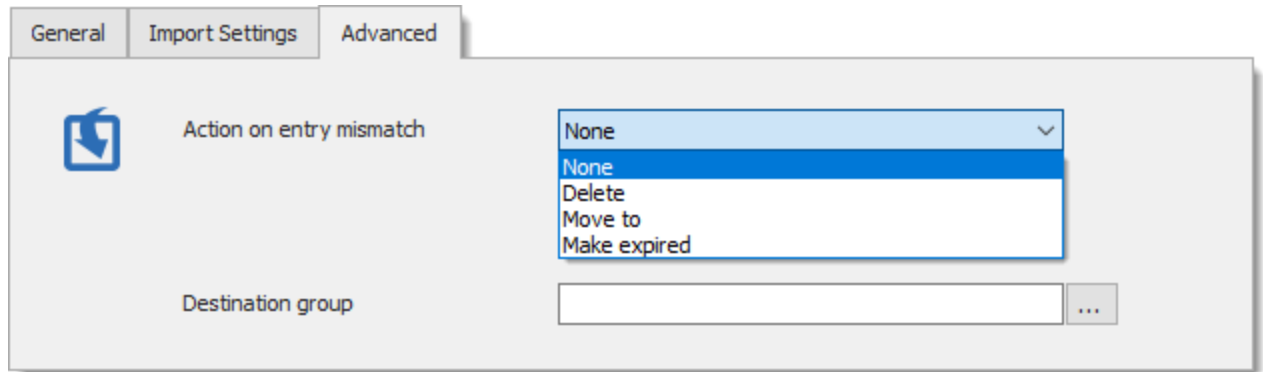 General Import Settings Advanced
Action on entry mismatch None
None
Delete
Move to
Make expired
Destination group ...